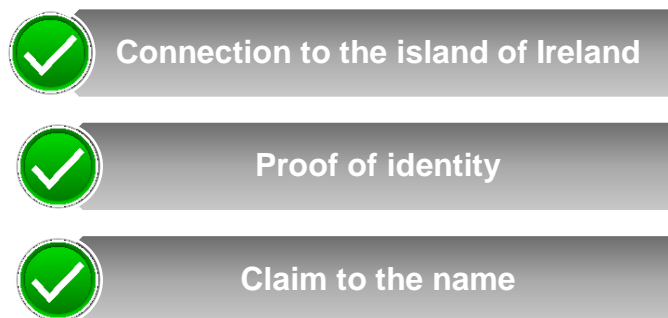 Connection to the island of Ireland
Proof of identity
Claim to the name